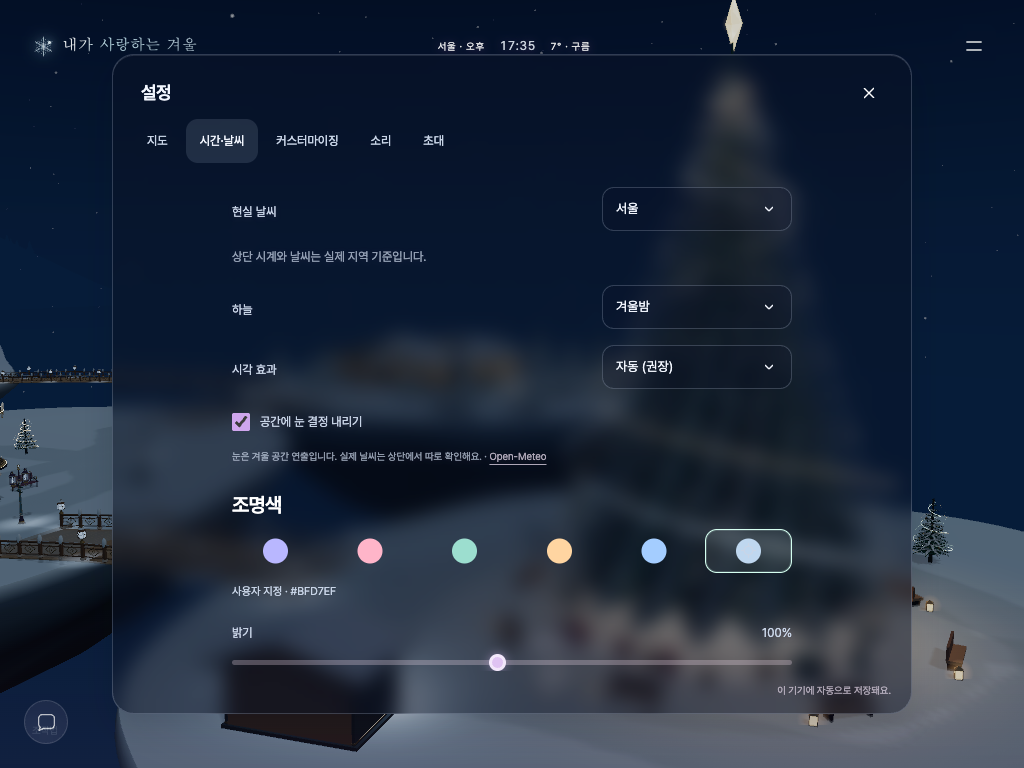 내가 사랑하는 겨울
서울 · 오후 17:35 7° · 구름
설정
지도 시간·날씨 커스터마이징 소리 초대
현실 날씨 서울
상단 시계와 날씨는 실제 지역 기준입니다.
하늘 겨울밤
시각 효과 자동 (권장)
공간에 눈 결정 내리기
눈은 겨울 공간 연출입니다. 실제 날씨는 상단에서 따로 확인해요. · Open-Meteo
조명색
사용자 지정 · #BFD7EF
밝기 100%
이 기기에 자동으로 저장돼요.